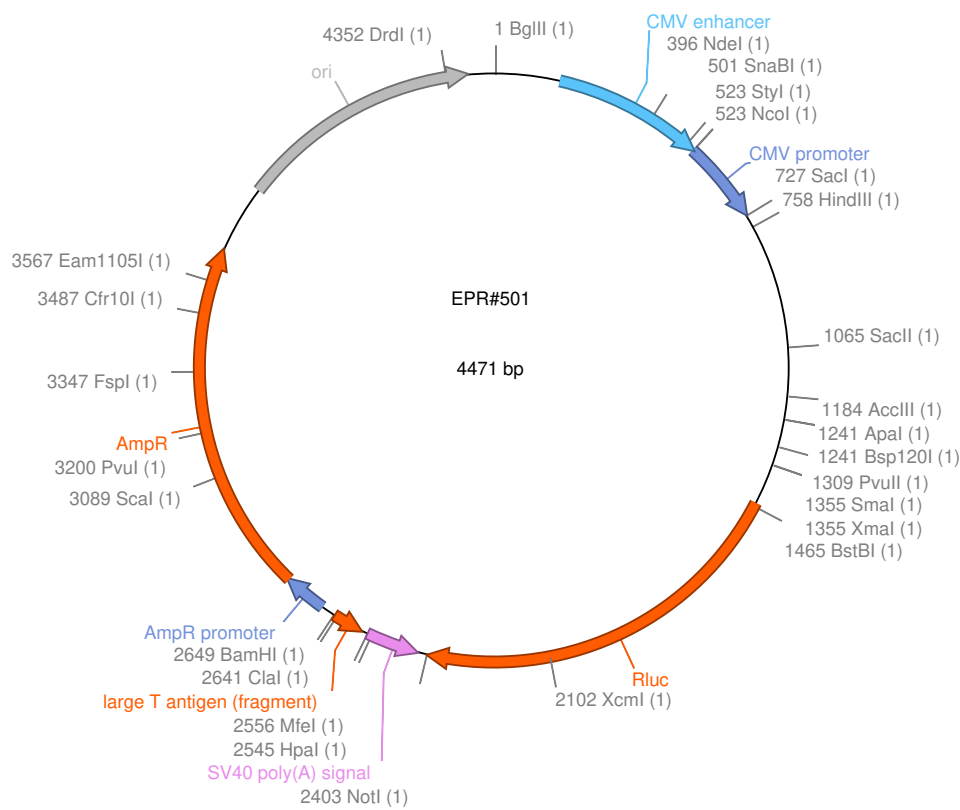 4352 DrdI (1)
1 BglII (1)
CMV enhancer
396 NdeI (1)
501 SnaBI (1)
523 StyI (1)
523 NcoI (1)
CMV promoter
727 SacI (1)
758 HindIII (1)
ori
3567 Eam1105I (1)
3487 Cfr10I (1)
3347 FspI (1)
AmpR
3200 PvuI (1)
3089 ScaI (1)
EPR#501
4471 bp
1065 SacII (1)
1184 AccIII (1)
1241 ApaI (1)
1241 Bsp120I (1)
1309 PvuII (1)
1355 SmaI (1)
1355 XmaI (1)
1465 BstBI (1)
AmpR promoter
2649 BamHI (1)
2641 ClaI (1)
large T antigen (fragment)
2556 MfeI (1)
2545 HpaI (1)
SV40 poly(A) signal
2403 NotI (1)
Rluc
2102 XcmI (1)